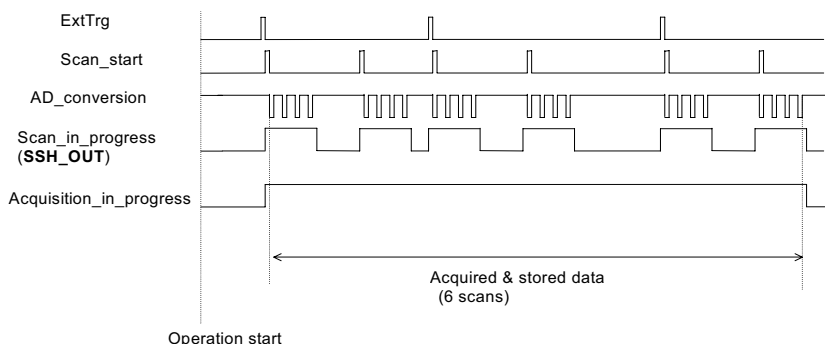 ExtTrg
Scan_start
AD_conversion
Scan_in_progress
(SSH_OUT)
Acquisition_in_progress
Acquired & stored data
(6 scans)
Operation start